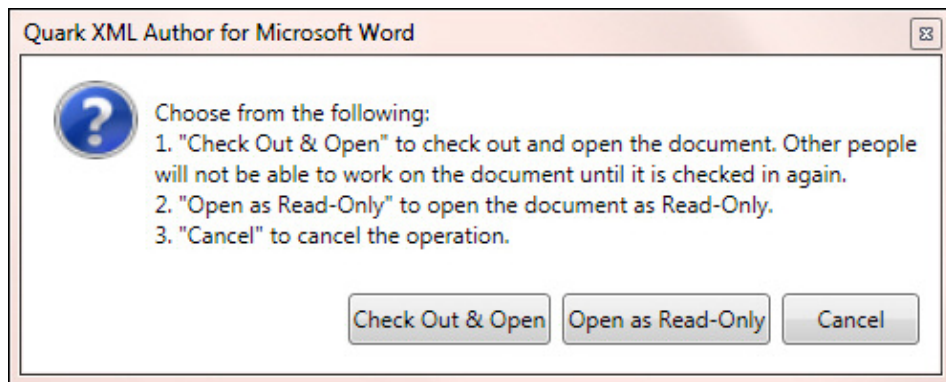 Quark XML Author for Microsoft Word
Choose from the following:
1. "Check Out & Open" to check out and open the document. Other people
will not be able to work on the document until it is checked in again.
2. "Open as Read-Only" to open the document as Read-Only.
3. "Cancel" to cancel the operation.
Check Out & Open Open as Read-Only Cancel